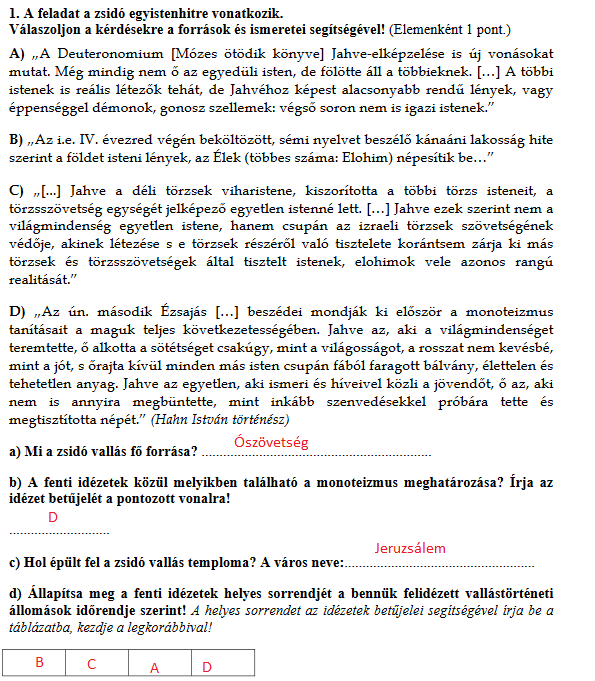 1. A feladat a zsidó egyistenhitre vonatkozik.
Válaszoljon a kérdésekre a források és ismeretei segítségével! (Elemenként 1 pont.)
A) „A Deuteronomium [Mózes ötödik könyve] Jahve-elképzelése is új vonásokat
mutat. Még mindig nem ő az egyedüli isten, de fölötte áll a többieknek. […] A többi
istenek is reális létezők tehát, de Jahvéhoz képest alacsonyabb rendű lények, vagy
éppenséggel démonok, gonosz szellemek: végső soron nem is igazi istenek.”
B) „Az i.e. IV. évezred végén beköltözött, sémi nyelvet beszélő kánaáni lakosság hite
szerint a földet isteni lények, az Élek (többes száma: Elohim) népesítik be…”
C) „[...] Jahve a déli törzsek viharistene, kiszorította a többi törzs isteneit, a
törzsszövetség egységét jelképező egyetlen istenné lett. […] Jahve ezek szerint nem a
világmindenség egyetlen istene, hanem csupán az izraeli törzsek szövetségének
védője, akinek létezése s e törzsek részéről való tisztelete korántsem zárja ki más
törzsek és törzsszövetségek által tisztelt istenek, elohimok vele azonos rangú
realitását.”
D) „Az ún. második Ézsajás […] beszédei mondják ki először a monoteizmus
tanításait a maguk teljes következetességében. Jahve az, aki a világmindenséget
teremtette, ő alkotta a sötétséget csakúgy, mint a világosságot, a rosszat nem kevésbé,
mint a jót, s őrajta kívül minden más isten csupán fából faragott bálvány, élettelen és
tehetetlen anyag. Jahve az egyetlen, aki ismeri és híveivel közli a jövendőt, ő az, aki
nem is annyira megbüntette, mint inkább szenvedésekkel próbára tette és
megtisztította népét.” (Hahn István történész)
a) Mi a zsidó vallás fő forrása? ........Ószövetség........
b) A fenti idézetek közül melyikben található a monoteizmus meghatározása? Írja az
idézet betűjelét a pontozott vonalra!
D
............................
c) Hol épült fel a zsidó vallás temploma? A város neve:........Jeruzsálem........
d) Állapítsa meg a fenti idézetek helyes sorrendjét a bennük felidézett vallástörténeti
állomások időrendje szerint! A helyes sorrendet az idézetek betűjelei segítségével írja be a
táblázatba, kezdje a legkorábbival!
B C A D